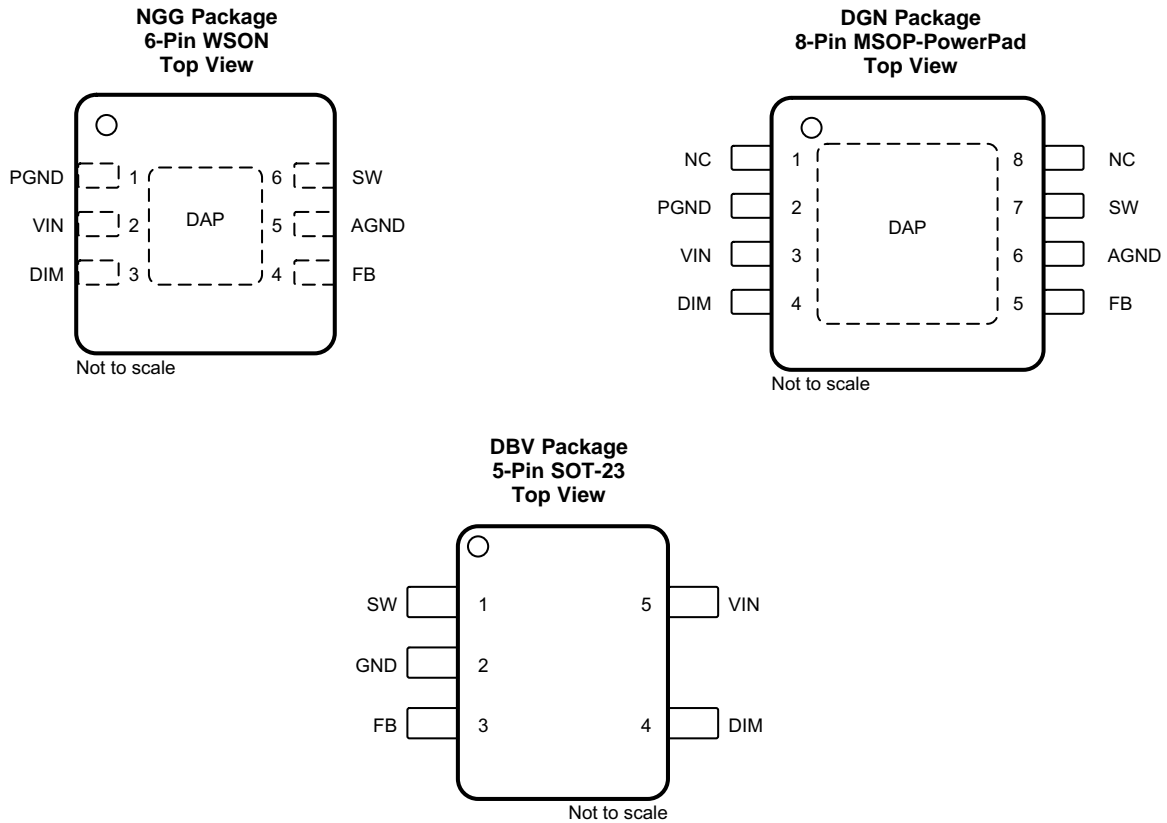 NGG Package
6-Pin WSON
Top View
PGND 1 6 SW
VIN 2 DAP 5 AGND
DIM 3 4 FB
Not to scale
DGN Package
8-Pin MSOP-PowerPad
Top View
NC 1 8 NC
PGND 2 7 SW
DAP
VIN 3 6 AGND
DIM 4 5 FB
Not to scale
DBV Package
5-Pin SOT-23
Top View
SW 1 5 VIN
GND 2
FB 3 4 DIM
Not to scale